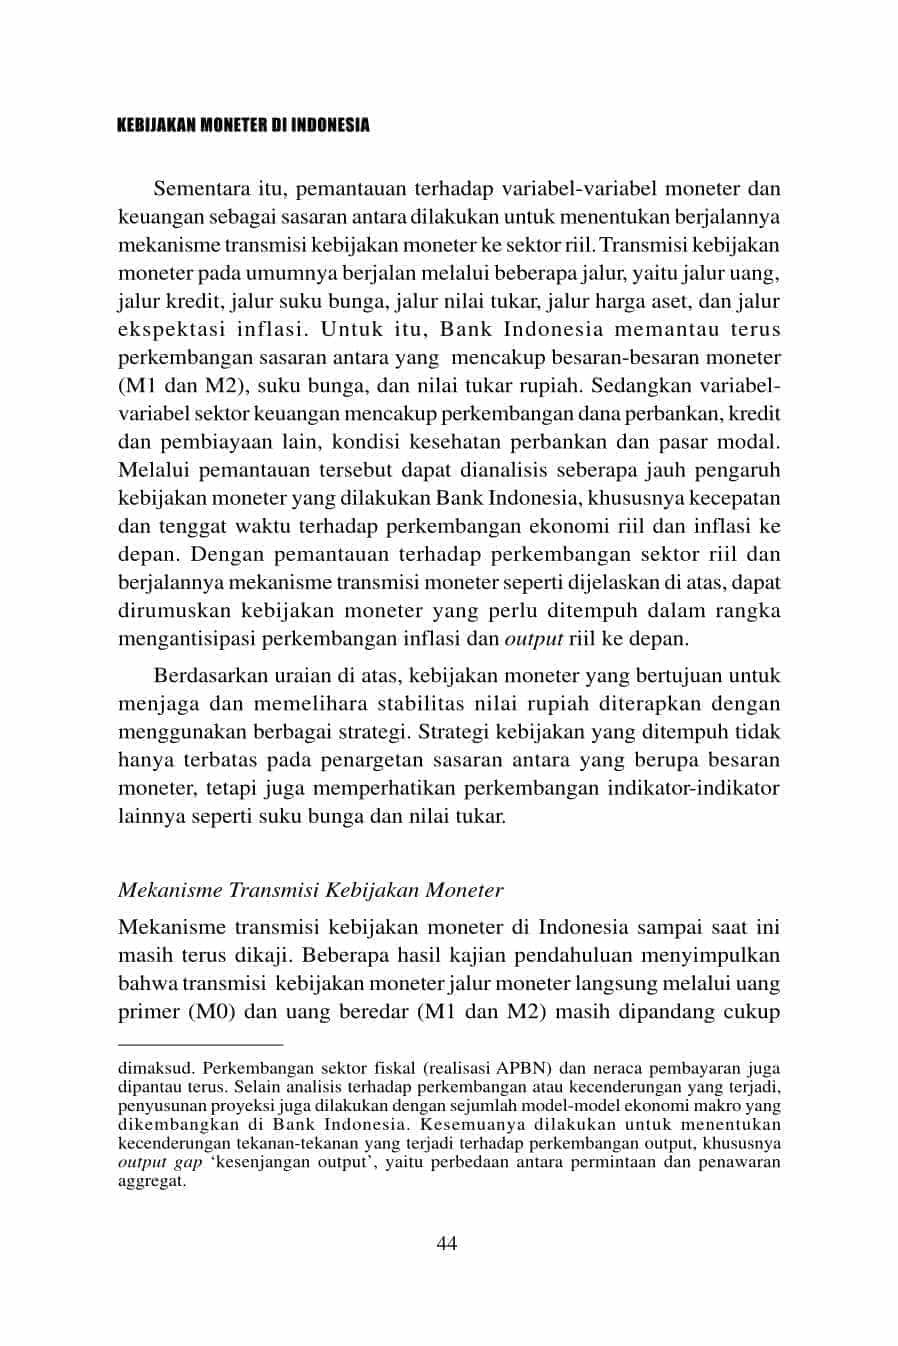 KEBIJAKAN MONETER DI INDONESIA
Sementara itu, pemantauan terhadap variabel-variabel moneter dan
keuangan sebagai sasaran antara dilakukan untuk menentukan berjalannya
mekanisme transmisi kebijakan moneter ke sektor riil. Transmisi kebijakan
moneter pada umumnya berjalan melalui beberapa jalur, yaitu jalur uang,
jalur kredit, jalur suku bunga, jalur nilai tukar, jalur harga aset, dan jalur
ekspektasi inflasi. Untuk itu, Bank Indonesia memantau terus
perkembangan sasaran antara yang mencakup besaran-besaran moneter
(M1 dan M2), suku bunga, dan nilai tukar rupiah. Sedangkan variabel-
variabel sektor keuangan mencakup perkembangan dana perbankan, kredit
dan pembiayaan lain, kondisi kesehatan perbankan dan pasar modal.
Melalui pemantauan tersebut dapat dianalisis seberapa jauh pengaruh
kebijakan moneter yang dilakukan Bank Indonesia, khususnya kecepatan
dan tenggat waktu terhadap perkembangan ekonomi riil dan inflasi ke
depan. Dengan pemantauan terhadap perkembangan sektor riil dan
berjalannya mekanisme transmisi moneter seperti dijelaskan di atas, dapat
dirumuskan kebijakan moneter yang perlu ditempuh dalam rangka
mengantisipasi perkembangan inflasi dan output riil ke depan.
Berdasarkan uraian di atas, kebijakan moneter yang bertujuan untuk
menjaga dan memelihara stabilitas nilai rupiah diterapkan dengan
menggunakan berbagai strategi. Strategi kebijakan yang ditempuh tidak
hanya terbatas pada penargetan sasaran antara yang berupa besaran
moneter, tetapi juga memperhatikan perkembangan indikator-indikator
lainnya seperti suku bunga dan nilai tukar.
Mekanisme Transmisi Kebijakan Moneter
Mekanisme transmisi kebijakan moneter di Indonesia sampai saat ini
masih terus dikaji. Beberapa hasil kajian pendahuluan menyimpulkan
bahwa transmisi kebijakan moneter jalur moneter langsung melalui uang
primer (M0) dan uang beredar (M1 dan M2) masih dipandang cukup
dimaksud. Perkembangan sektor fiskal (realisasi APBN) dan neraca pembayaran juga
dipantau terus. Selain analisis terhadap perkembangan atau kecenderungan yang terjadi,
penyusunan proyeksi juga dilakukan dengan sejumlah model-model ekonomi makro yang
dikembangkan di Bank Indonesia. Kesemuanya dilakukan untuk menentukan
kecenderungan tekanan-tekanan yang terjadi terhadap perkembangan output, khususnya
output gap ‘kesenjangan output’, yaitu perbedaan antara permintaan dan penawaran
aggregat.
44